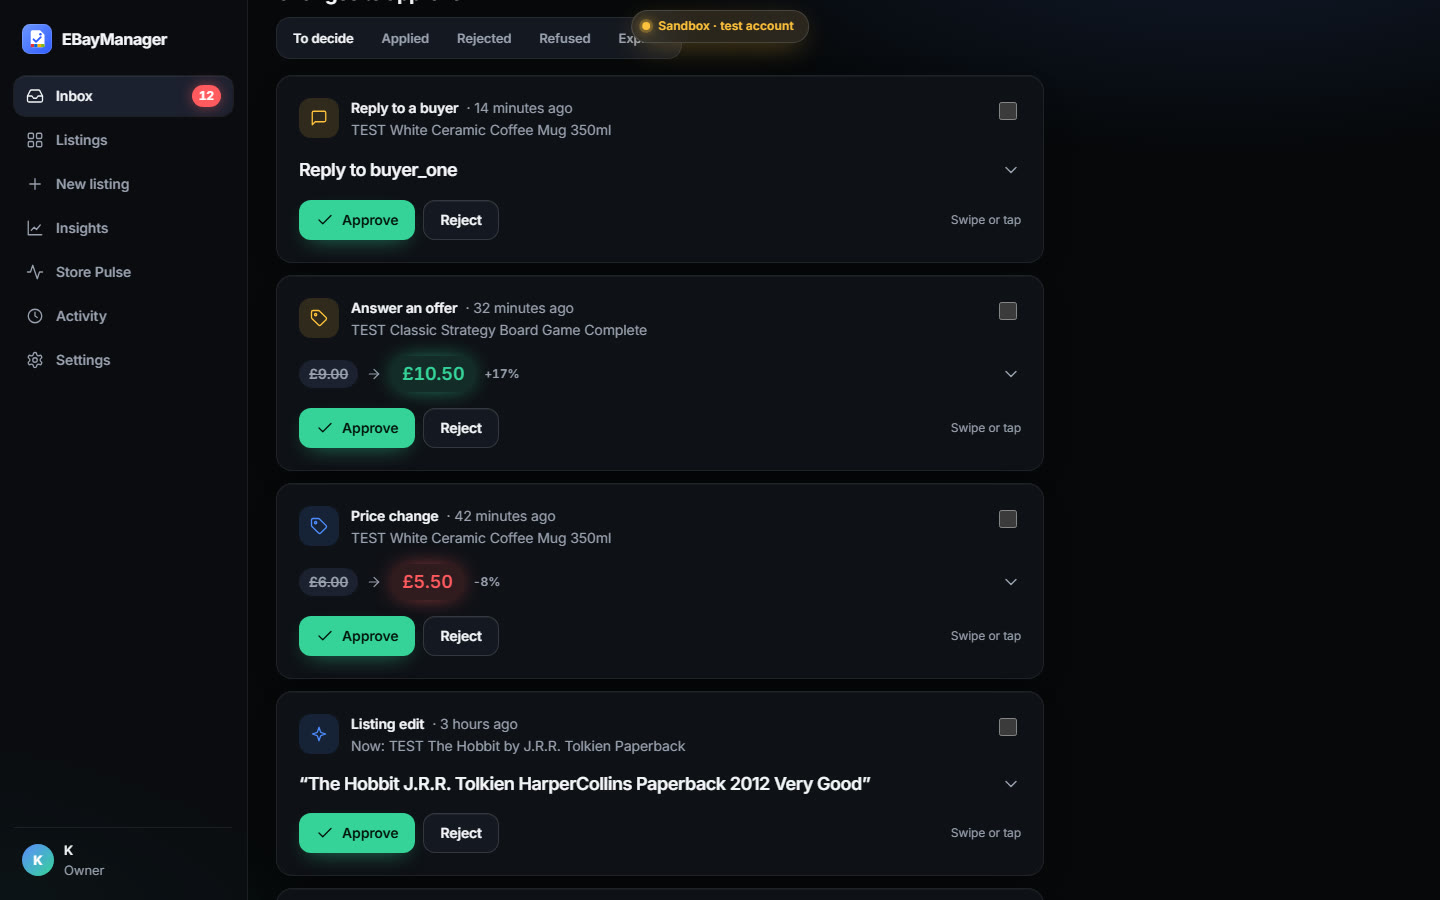 EBayManager
Inbox
12
Listings
New listing
Insights
Store Pulse
Activity
Settings
K
K
Owner
Sandbox · test account
To decide
Applied
Rejected
Refused
Reply to a buyer · 14 minutes ago
TEST White Ceramic Coffee Mug 350ml
Reply to buyer_one
Approve
Reject
Swipe or tap
Answer an offer · 32 minutes ago
TEST Classic Strategy Board Game Complete
£9.00 → £10.50 +17%
Approve
Reject
Swipe or tap
Price change · 42 minutes ago
TEST White Ceramic Coffee Mug 350ml
£6.00 → £5.50 -8%
Approve
Reject
Swipe or tap
Listing edit · 3 hours ago
Now: TEST The Hobbit by J.R.R. Tolkien Paperback
“The Hobbit J.R.R. Tolkien HarperCollins Paperback 2012 Very Good”
Approve
Reject
Swipe or tap